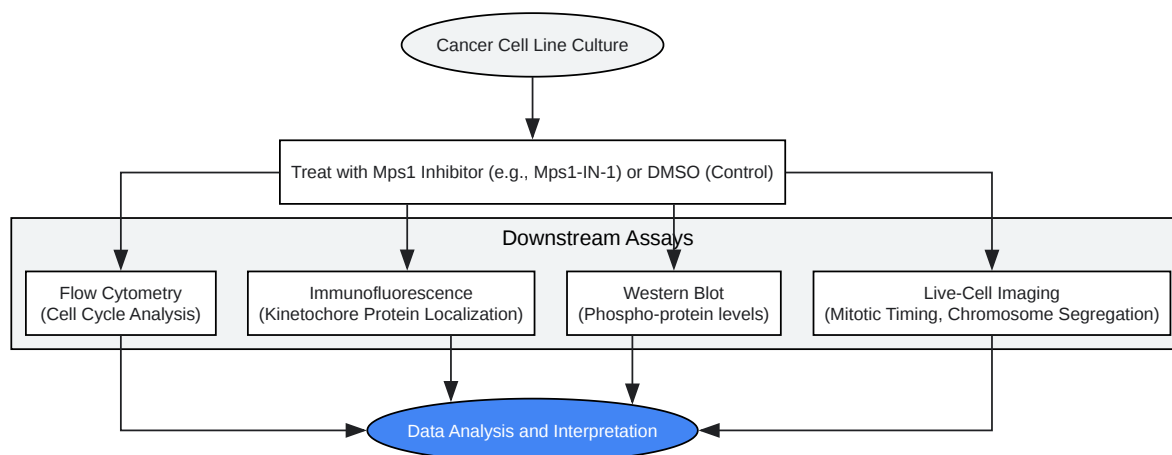 Cancer Cell Line Culture
Treat with Mps1 Inhibitor (e.g., Mps1-IN-1) or DMSO (Control)
Downstream Assays
Flow Cytometry
(Cell Cycle Analysis)
Immunofluorescence
(Kinetochore Protein Localization)
Western Blot
(Phospho-protein levels)
Live-Cell Imaging
(Mitotic Timing, Chromosome Segregation)
Data Analysis and Interpretation